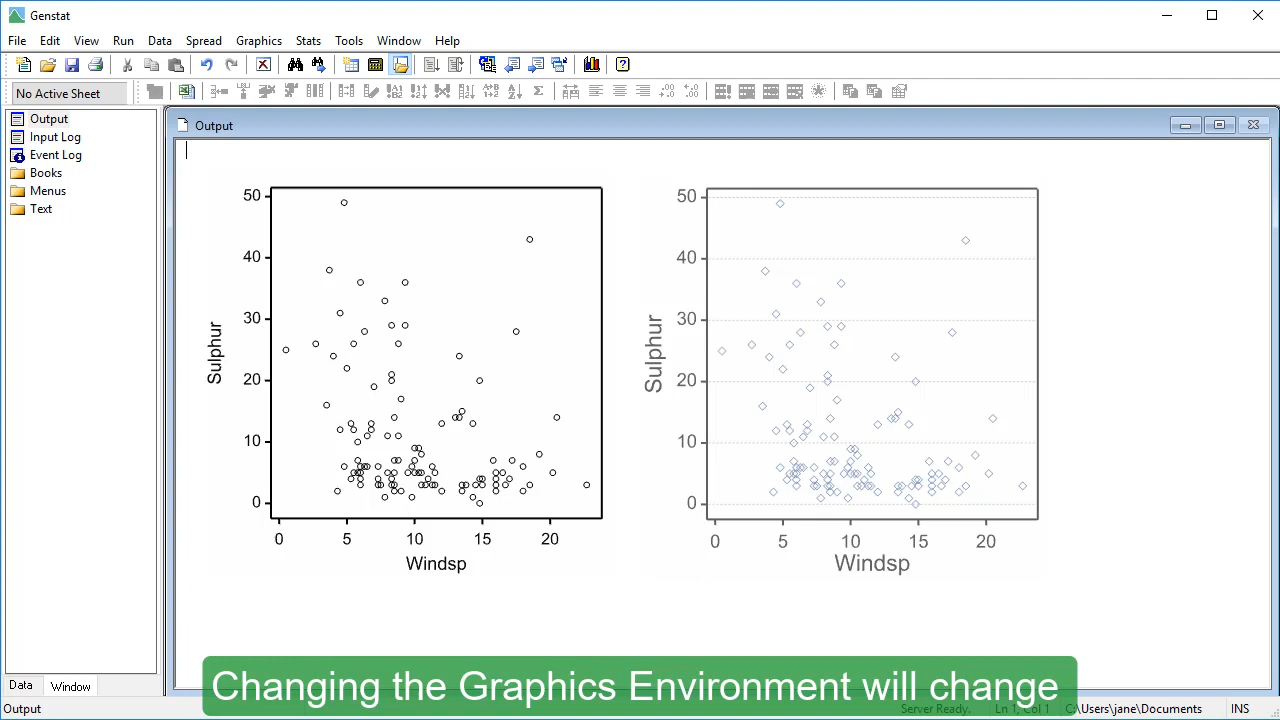 Genstat
File Edit View Run Data Spread Graphics Stats Tools Window Help
No Active Sheet
Output
Input Log
Event Log
Books
Menus
Text
Output
50
40
30
20
10
0
Sulphur
0 5 10 15 20
Windsp
50
40
30
20
10
0
Sulphur
0 5 10 15 20
Windsp
Changing the Graphics Environment will change
Data Window
Output Server Ready. Ln 1, Col 1 C:\Users\jane\Documents INS